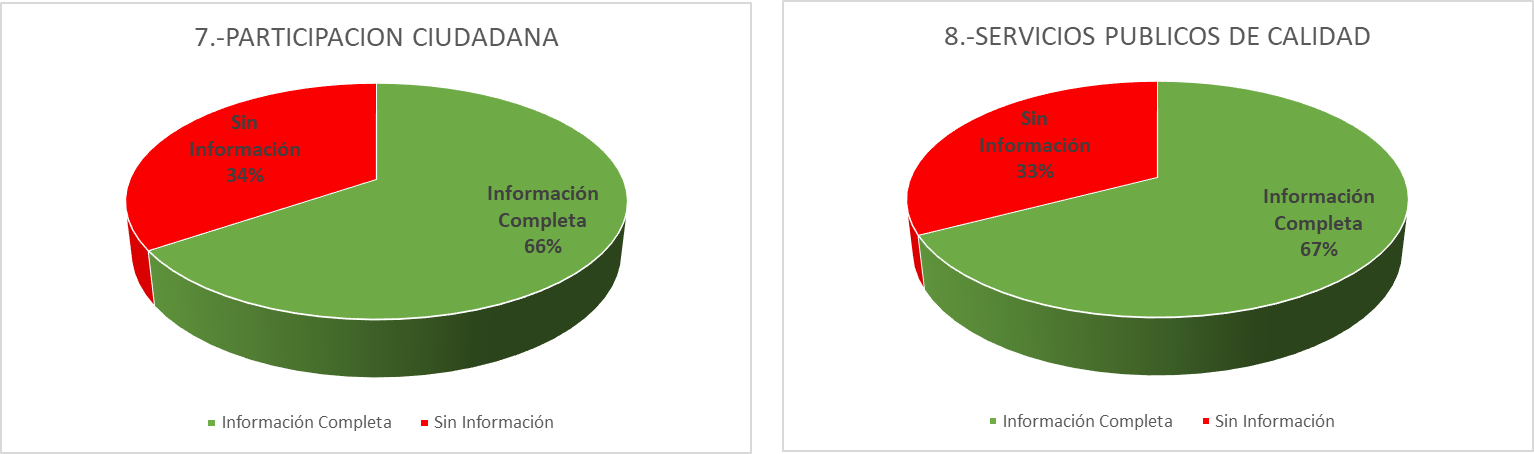 7.-PARTICIPACION CIUDADANA
Sin
Información
34%
Información
Completa
66%
Información Completa
Sin Información
8.-SERVICIOS PUBLICOS DE CALIDAD
Sin
Información
33%
Información
Completa
67%
Información Completa
Sin Información